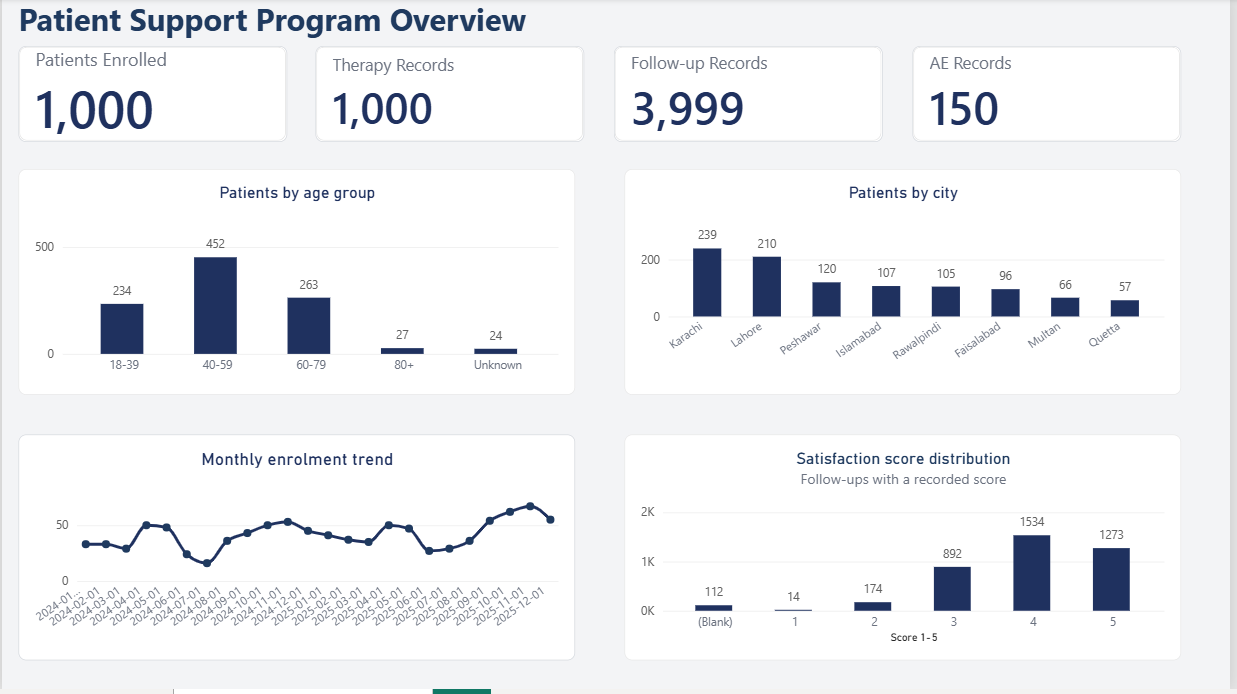 Patient Support Program Overview
Patients Enrolled
1,000
Therapy Records
1,000
Follow-up Records
3,999
AE Records
150
Patients by age group
500
0
234
452
263
27
24
18-39
40-59
60-79
80+
Unknown
Patients by city
200
0
239
210
120
107
105
96
66
57
Karachi
Lahore
Peshawar
Islamabad
Rawalpindi
Faisalabad
Multan
Quetta
Monthly enrolment trend
50
0
2024-01...
2024-02-01
2024-03-01
2024-04-01
2024-05-01
2024-06-01
2024-07-01
2024-08-01
2024-09-01
2024-10-01
2024-11-01
2024-12-01
2025-01-01
2025-02-01
2025-03-01
2025-04-01
2025-05-01
2025-06-01
2025-07-01
2025-08-01
2025-09-01
2025-10-01
2025-11-01
2025-12-01
Satisfaction score distribution
Follow-ups with a recorded score
2K
1K
0K
112
14
174
892
1534
1273
(Blank)
1
2
3
4
5
Score 1-5